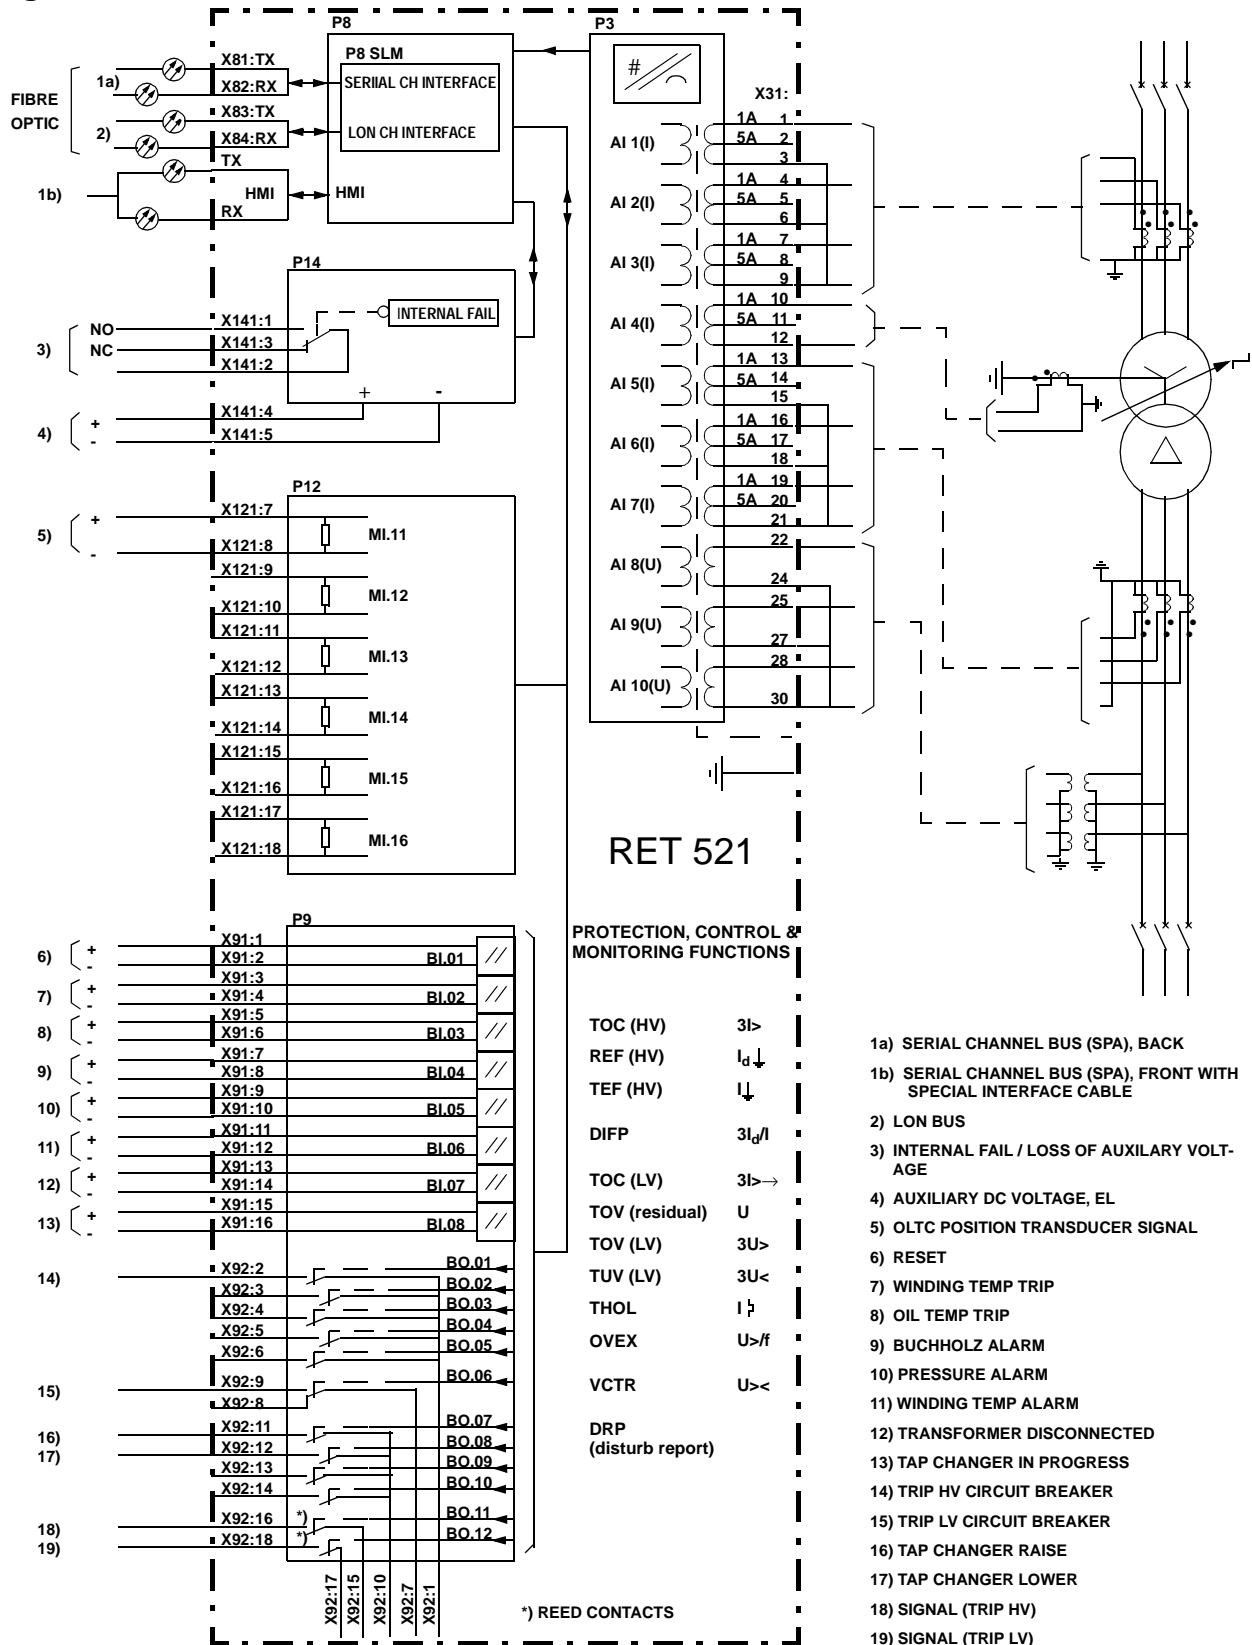 P8
P3
X81:TX
P8 SLM
#
1a)
X82:RX
SERIIAL CH INTERFACE
FIBRE
OPTIC
X83:TX
2)
LON CH INTERFACE
X84:RX
TX
1b)
HMI
HMI
RX
X31:
AI 1(I)
1A 1
5A 2
3
AI 2(I)
1A 4
5A 5
6
AI 3(I)
1A 7
5A 8
9
AI 4(I)
1A 10
5A 11
12
AI 5(I)
1A 13
5A 14
15
AI 6(I)
1A 16
5A 17
18
AI 7(I)
1A 19
5A 20
21
AI 8(U)
22
24
AI 9(U)
25
27
AI 10(U)
28
30
P14
INTERNAL FAIL
3)
NO
X141:1
NC
X141:3
X141:2
+ -
4)
+
X141:4
-
X141:5
P12
5)
+
X121:7
-
X121:8
MI.11
X121:9
X121:10
MI.12
X121:11
X121:12
MI.13
X121:13
X121:14
MI.14
X121:15
X121:16
MI.15
X121:17
X121:18
MI.16
RET 521
P9
6)
+
-
X91:1
X91:2
BI.01
//
7)
+
-
X91:3
X91:4
BI.02
//
8)
+
-
X91:5
X91:6
BI.03
//
9)
+
-
X91:7
X91:8
BI.04
//
10)
+
-
X91:9
X91:10
BI.05
//
11)
+
-
X91:11
X91:12
BI.06
//
12)
+
-
X91:13
X91:14
BI.07
//
13)
+
-
X91:15
X91:16
BI.08
//
14)
X92:2
BO.01
X92:3
BO.02
X92:4
BO.03
X92:5
BO.04
X92:6
BO.05
15)
X92:9
BO.06
X92:8
16)
X92:11
BO.07
17)
X92:12
BO.08
X92:13
BO.09
X92:14
BO.10
18)
X92:16
*)
BO.11
19)
X92:18
*)
BO.12
X92:17
X92:15
X92:10
X92:7
X92:1
*) REED CONTACTS
PROTECTION, CONTROL &
MONITORING FUNCTIONS
TOC (HV) 3I>
REF (HV) Id⏚
TEF (HV) I⏚
DIFP 3Id/I
TOC (LV) 3I>→
TOV (residual) U
TOV (LV) 3U>
TUV (LV) 3U<
THOL I
OVEX U>/f
VCTR U><
DRP
(disturb report)
1a) SERIAL CHANNEL BUS (SPA), BACK
1b) SERIAL CHANNEL BUS (SPA), FRONT WITH
SPECIAL INTERFACE CABLE
2) LON BUS
3) INTERNAL FAIL / LOSS OF AUXILARY VOLT-
AGE
4) AUXILIARY DC VOLTAGE, EL
5) OLTC POSITION TRANSDUCER SIGNAL
6) RESET
7) WINDING TEMP TRIP
8) OIL TEMP TRIP
9) BUCHHOLZ ALARM
10) PRESSURE ALARM
11) WINDING TEMP ALARM
12) TRANSFORMER DISCONNECTED
13) TAP CHANGER IN PROGRESS
14) TRIP HV CIRCUIT BREAKER
15) TRIP LV CIRCUIT BREAKER
16) TAP CHANGER RAISE
17) TAP CHANGER LOWER
18) SIGNAL (TRIP HV)
19) SIGNAL (TRIP LV)